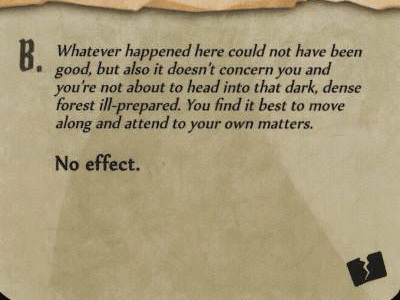 B. Whatever happened here could not have been
good, but also it doesn't concern you and
you're not about to head into that dark, dense
forest ill-prepared. You find it best to move
along and attend to your own matters.
No effect.